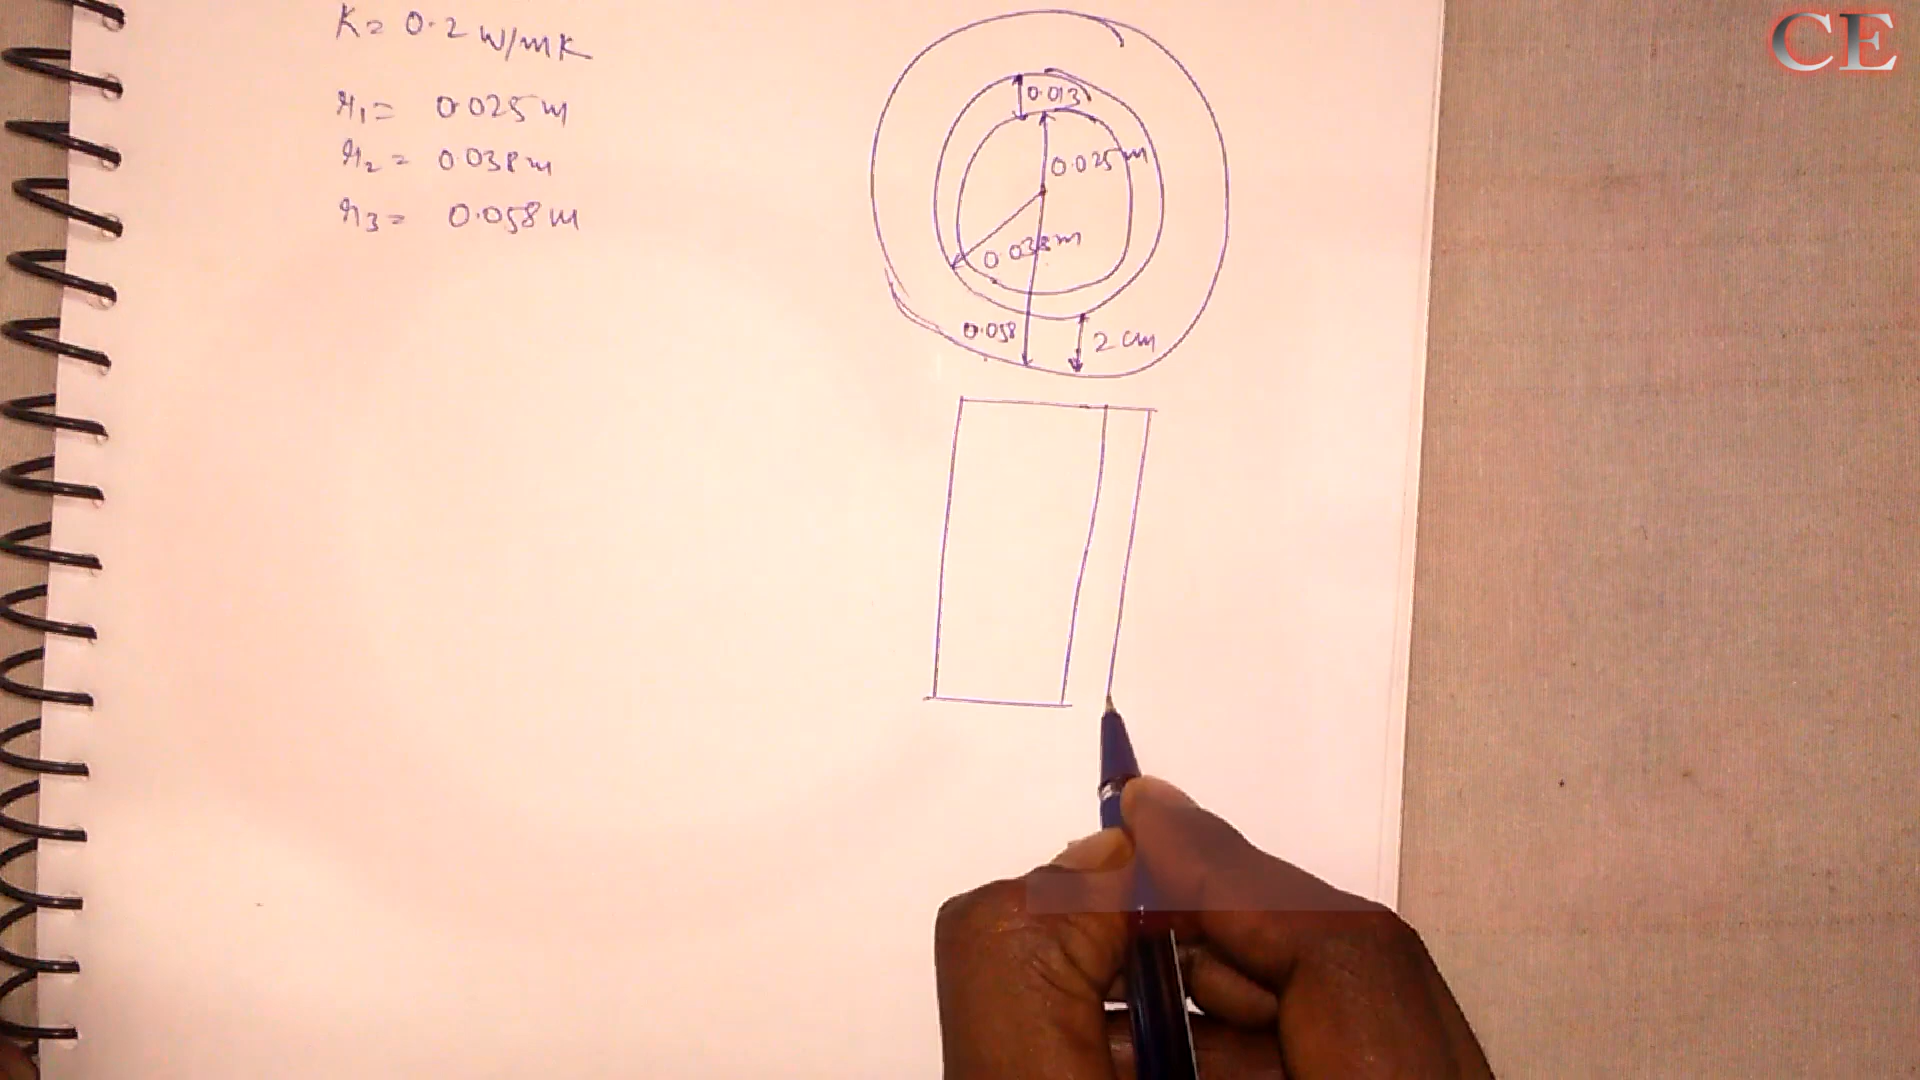 K= 0.2 W/mK
r1= 0.025 m
r2= 0.038 m
r3= 0.058 m
0.013
0.025 m
0.038 m
0.058
2 cm
CE